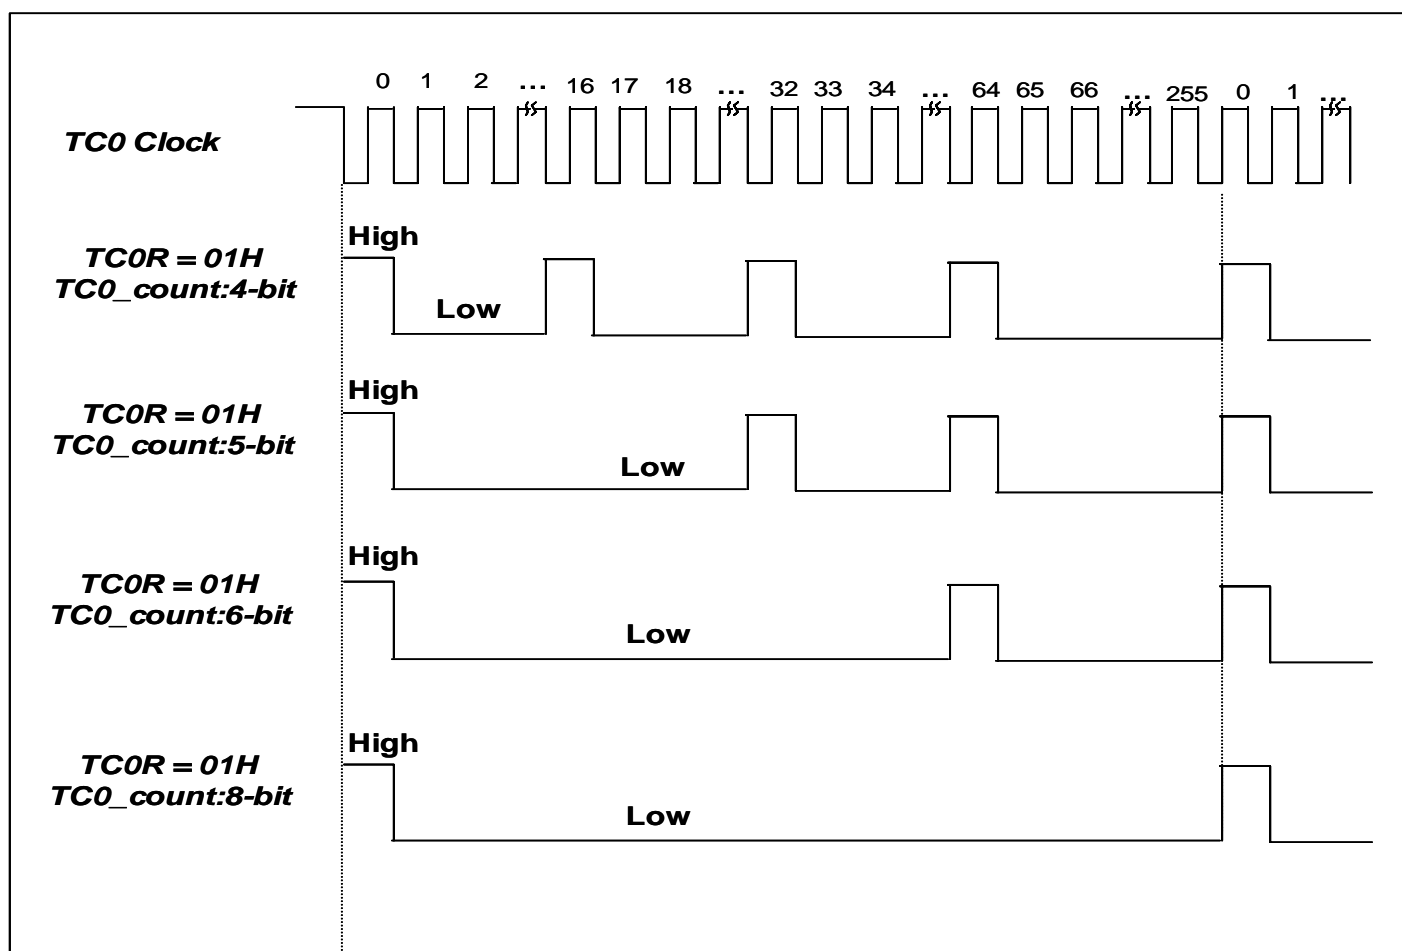 0 1 2 ... 16 17 18 ... 32 33 34 ... 64 65 66 ... 255 0 1 ...
TC0 Clock
High
TC0R = 01H
TC0_count:4-bit
Low
High
TC0R = 01H
TC0_count:5-bit
Low
High
TC0R = 01H
TC0_count:6-bit
Low
High
TC0R = 01H
TC0_count:8-bit
Low